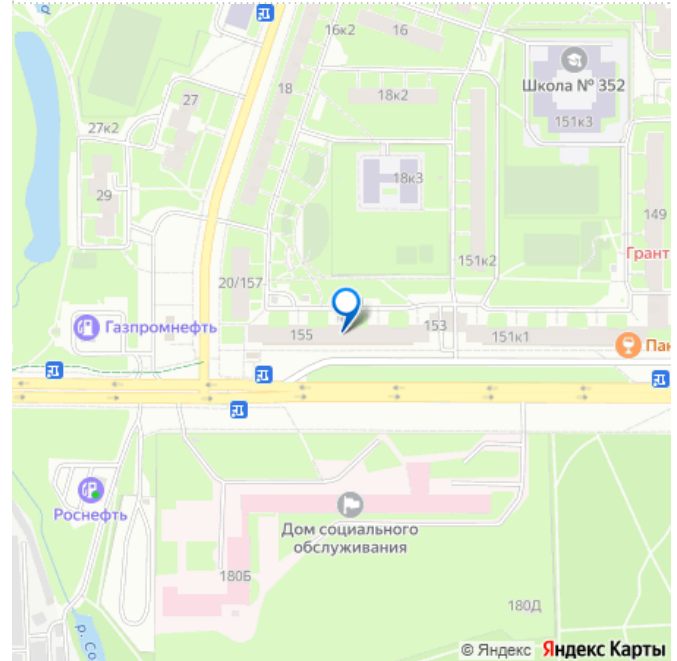 16к2
16
18
18к2
Школа № 352
151к3
27
27к2
18к3
29
149
151к2
Грант
20/157
Газпромнефть
155
153
151к1
Пан
Роснефть
Дом социального
обслуживания
180Б
180Д
р. Со
© Яндекс Яндекс Карты